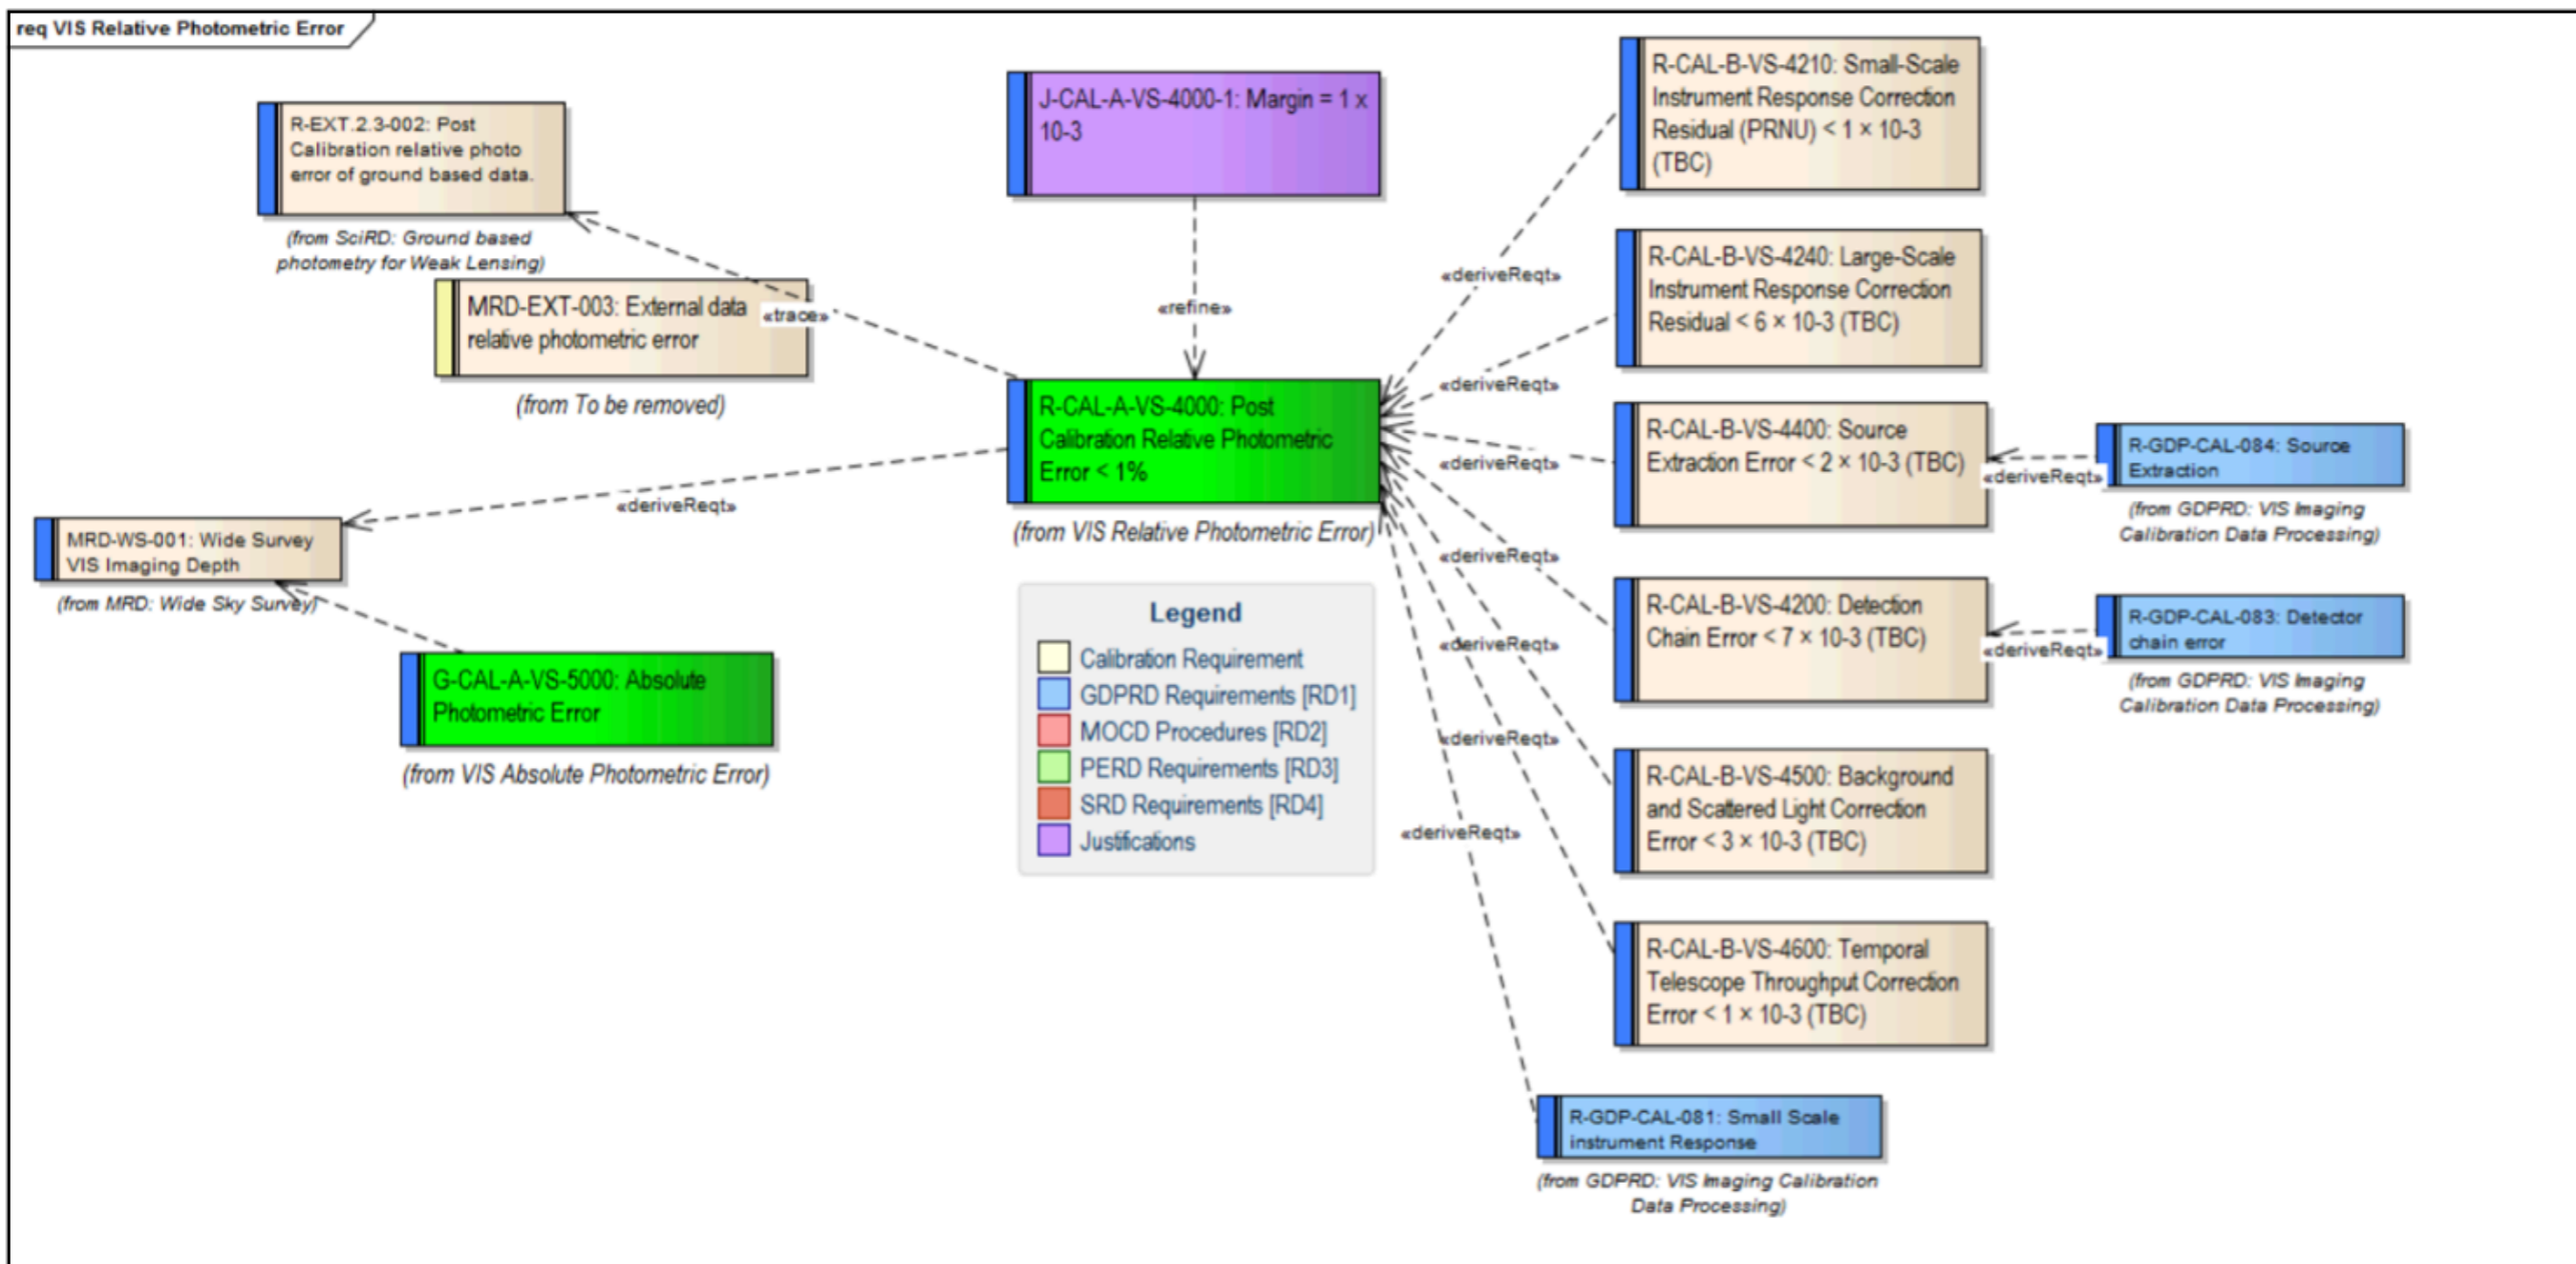 req VIS Relative Photometric Error
R-EXT.2.3-002: Post
Calibration relative photo
error of ground based data.
(from SciRD: Ground based
photometry for Weak Lensing)
MRD-EXT-003: External data
relative photometric error
(from To be removed)
«trace»
J-CAL-A-VS-4000-1: Margin = 1 x
10-3
«refine»
R-CAL-A-VS-4000: Post
Calibration Relative Photometric
Error < 1%
(from VIS Relative Photometric Error)
«deriveReqt»
MRD-WS-001: Wide Survey
VIS Imaging Depth
(from MRD: Wide Sky Survey)
G-CAL-A-VS-5000: Absolute
Photometric Error
(from VIS Absolute Photometric Error)
Legend
Calibration Requirement
GDPRD Requirements [RD1]
MOCD Procedures [RD2]
PERD Requirements [RD3]
SRD Requirements [RD4]
Justifications
«deriveReqt»
«deriveReqt»
«deriveReqt»
«deriveReqt»
«deriveReqt»
«deriveReqt»
«deriveReqt»
R-CAL-B-VS-4210: Small-Scale
Instrument Response Correction
Residual (PRNU) < 1 × 10-3
(TBC)
R-CAL-B-VS-4240: Large-Scale
Instrument Response Correction
Residual < 6 × 10-3 (TBC)
R-CAL-B-VS-4400: Source
Extraction Error < 2 × 10-3 (TBC)
«deriveReqt»
R-GDP-CAL-084: Source
Extraction
(from GDPRD: VIS Imaging
Calibration Data Processing)
R-CAL-B-VS-4200: Detection
Chain Error < 7 × 10-3 (TBC)
«deriveReqt»
R-GDP-CAL-083: Detector
chain error
(from GDPRD: VIS Imaging
Calibration Data Processing)
R-CAL-B-VS-4500: Background
and Scattered Light Correction
Error < 3 × 10-3 (TBC)
R-CAL-B-VS-4600: Temporal
Telescope Throughput Correction
Error < 1 × 10-3 (TBC)
R-GDP-CAL-081: Small Scale
instrument Response
(from GDPRD: VIS Imaging Calibration
Data Processing)